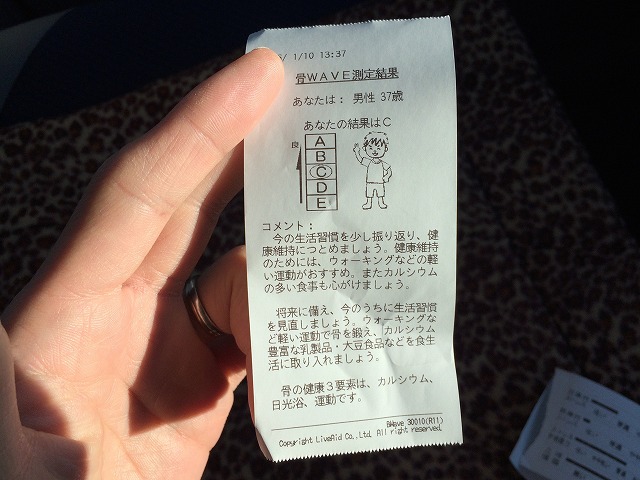 1/10 13:37
骨WAVE測定結果
あなたは: 男性 37歳
あなたの結果はC
良
A
B
C
D
E
コメント:
今の生活習慣を少し振り返り、健
康維持につとめましょう。健康維持
のためには、ウォーキングなどの軽
い運動がおすすめ。またカルシウム
の多い食事も心がけましょう。
将来に備え、今のうちに生活習慣
を見直しましょう。ウォーキングな
ど軽い運動で骨を鍛え、カルシウム
豊富な乳製品・大豆食品などを食生
活に取り入れましょう。
骨の健康3要素は、カルシウム、
日光浴、運動です。
BWave 30010(R11)
Copyright LiveAid Co.,Ltd. All right reserved.